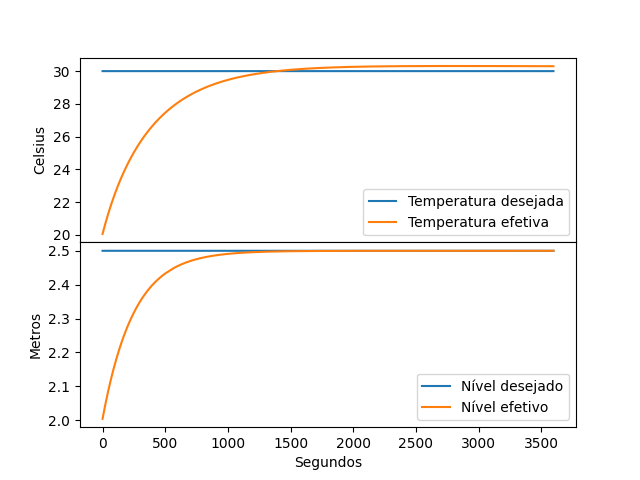 30
28
26
24
22
20
Celsius
Temperatura desejada
Temperatura efetiva
2.5
2.4
2.3
2.2
2.1
2.0
Metros
Nível desejado
Nível efetivo
0 500 1000 1500 2000 2500 3000 3500
Segundos